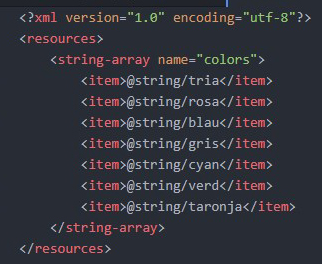 <?xml version="1.0" encoding="utf-8"?>
<resources>
<string-array name="colors">
<item>@string/tria</item>
<item>@string/rosa</item>
<item>@string/blau</item>
<item>@string/gris</item>
<item>@string/cyan</item>
<item>@string/verd</item>
<item>@string/taronja</item>
</string-array>
</resources>